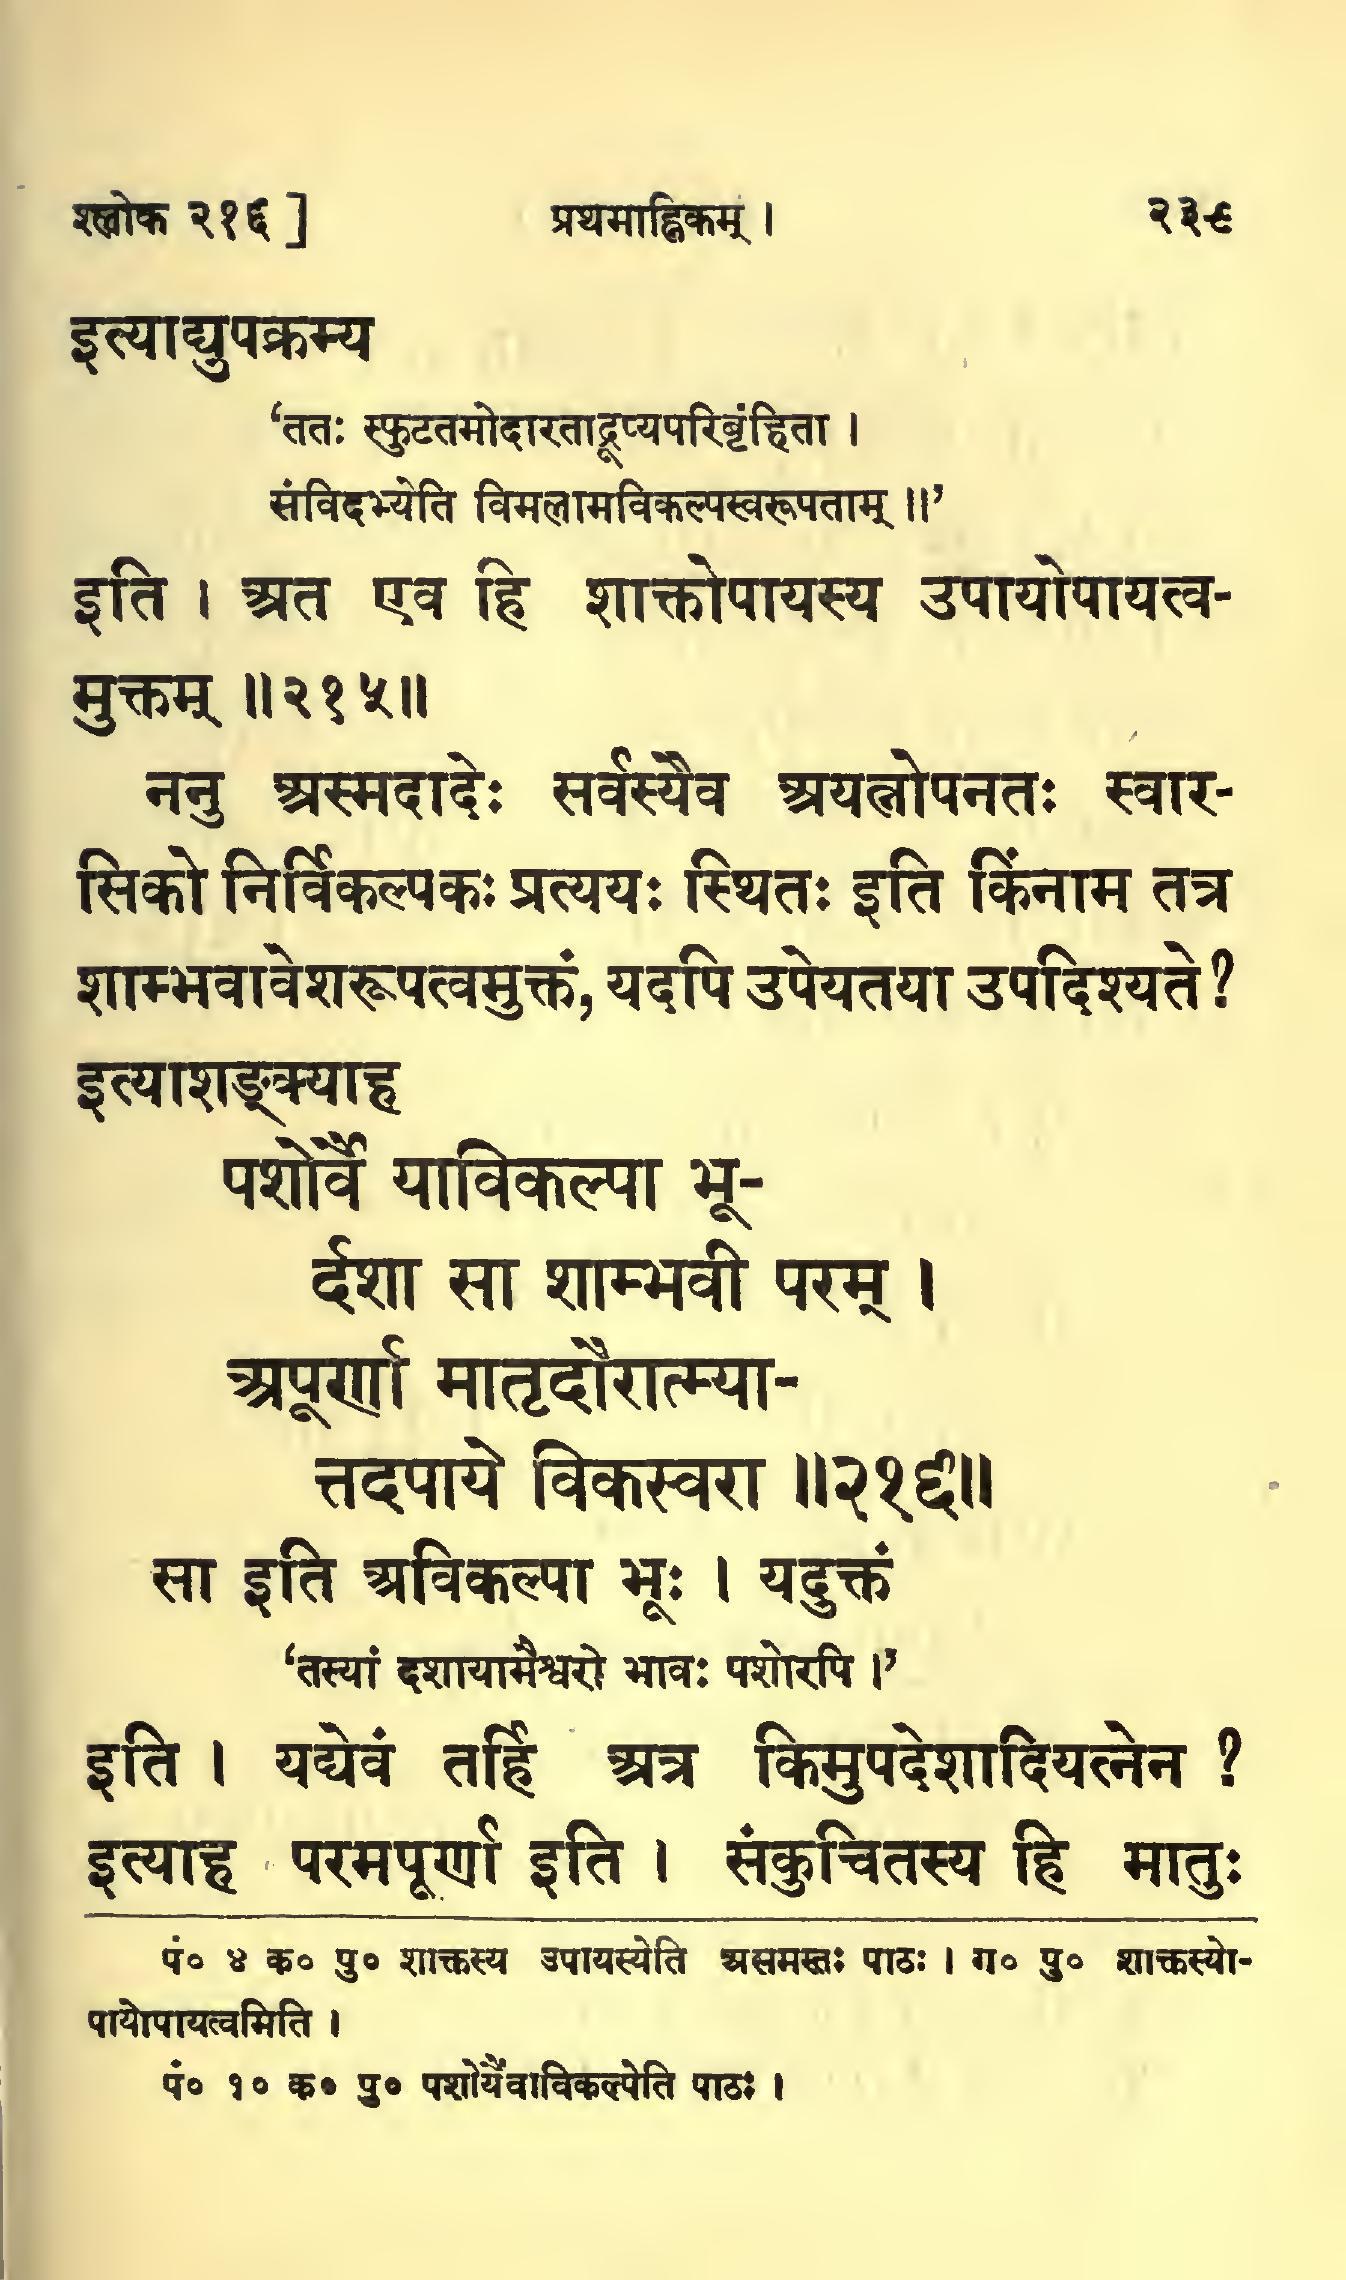 श्लोक २१६ ] प्रथमाह्निकम् । २३९
इत्याद्युपक्रम्य
‘ततः स्फुटतमोदारताद्रूप्यपरिबृंहिता ।
संविदभ्येति विमलामविकल्पस्वरूपताम् ॥’
इति । अत एव हि शाक्तोपायस्य उपायोपायत्व-
मुक्तम् ॥२१५॥
ननु अस्मदादेः सर्वस्यैव अयत्नोपनतः स्वार-
सिको निर्विकल्पकः प्रत्ययः स्थितः इति किंनाम तत्र
शाम्भवावेशरूपत्वमुक्तं, यदपि उपेयतया उपदिश्यते?
इत्याशङ्क्याह
पशोर्वै याविकल्पा भू-
र्दशा सा शाम्भवी परम् ।
अपूर्णा मातृदौरात्म्या-
त्तदपाये विकस्वरा ॥२१६॥
सा इति अविकल्पा भूः । यदुक्तं
‘तस्यां दशायामैश्वरो भावः पशोरपि ।’
इति । यद्येवं तर्हि अत्र किमुपदेशादियत्नेन ?
इत्याह परमपूर्णा इति । संकुचितस्य हि मातुः
पं० ४ क० पु० शाक्तस्य उपायस्येति असमस्तः पाठः । ग० पु० शाक्तस्यो-
पायोपायत्वमिति ।
पं० १० क० पु० पशोर्यैवाविकल्पेति पाठः ।